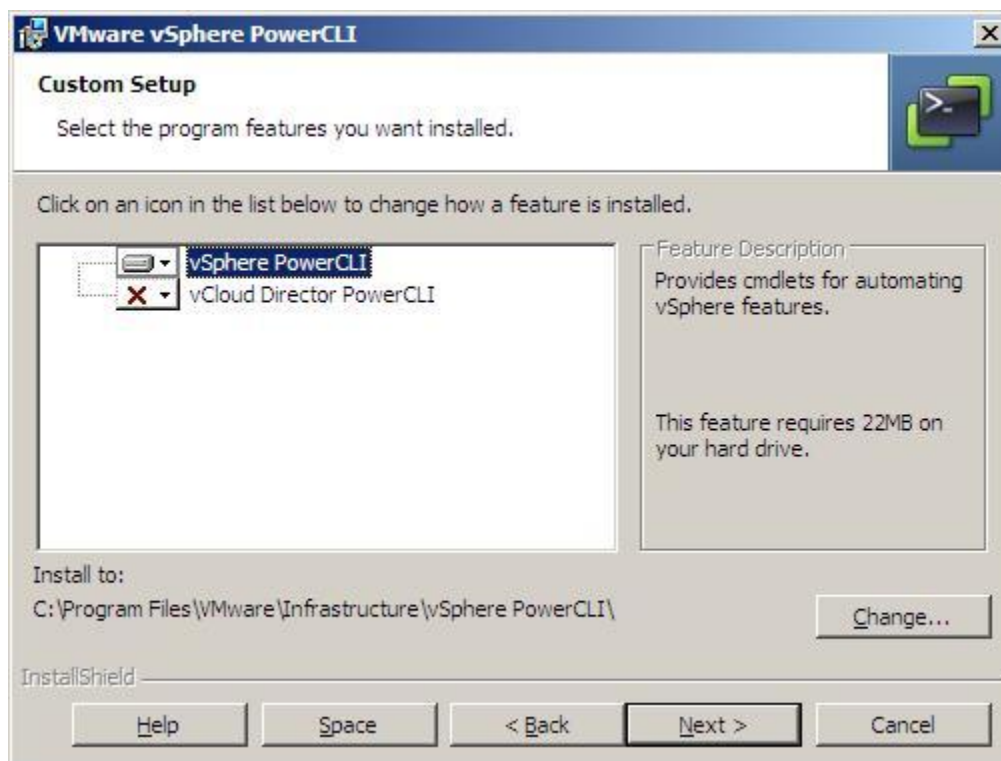 VMware vSphere PowerCLI
Custom Setup
Select the program features you want installed.
Click on an icon in the list below to change how a feature is installed.
vSphere PowerCLI
vCloud Director PowerCLI
Feature Description
Provides cmdlets for automating
vSphere features.
This feature requires 22MB on
your hard drive.
Install to:
C:\Program Files\VMware\Infrastructure\vSphere PowerCLI\
Change...
InstallShield
Help Space < Back Next > Cancel